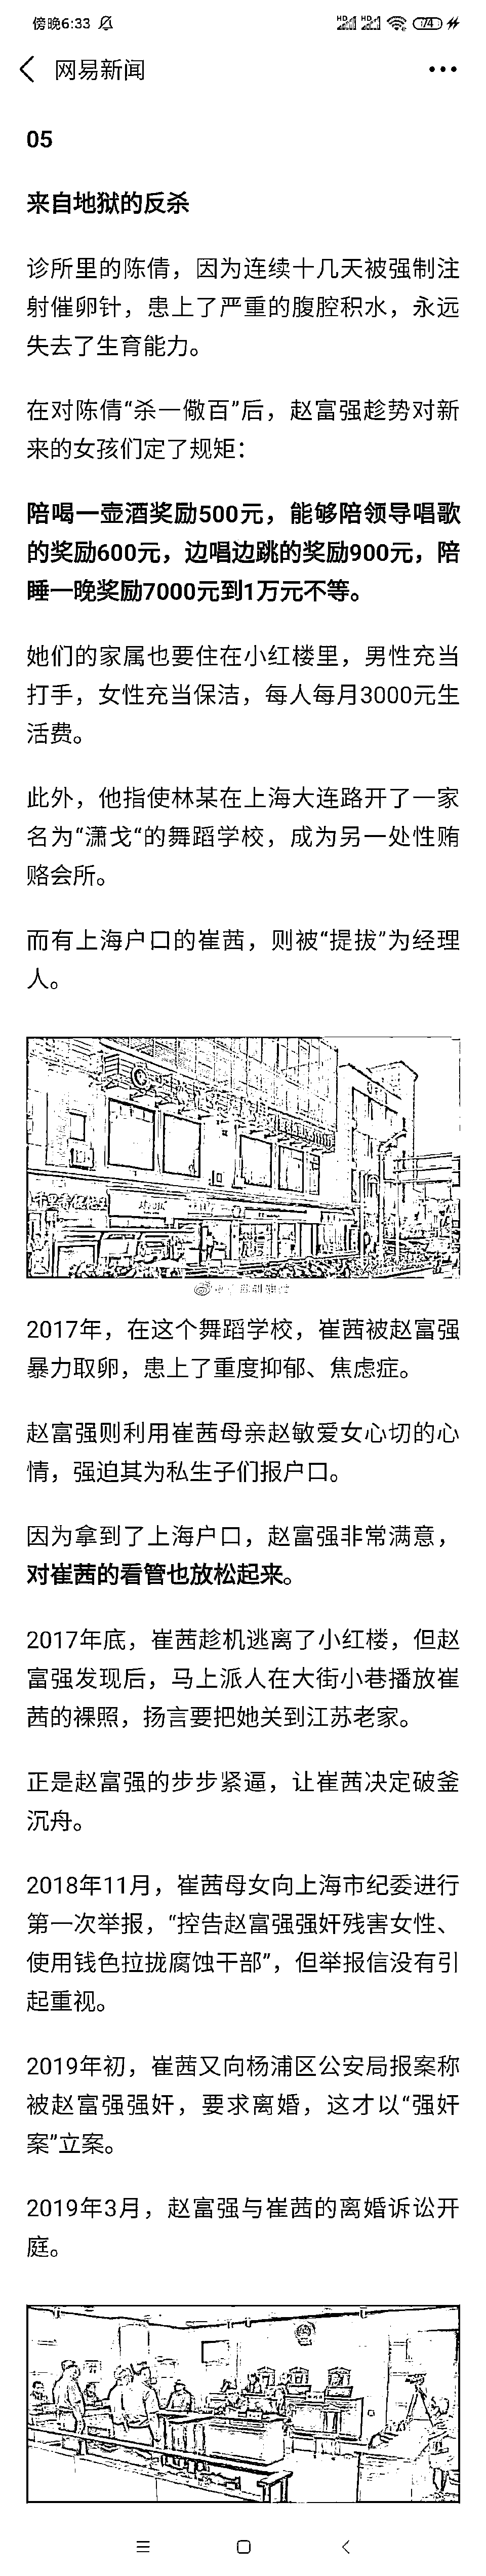 傍晚6:33
74
网易新闻
05
来自地狱的反杀
诊所里的陈倩，因为连续十几天被强制注
射催卵针，患上了严重的腹腔积水，永远
失去了生育能力。
在对陈倩“杀一儆百”后，赵富强趁势对新
来的女孩们定了规矩：
陪喝一壶酒奖励500元，能够陪领导唱歌
的奖励600元，边唱边跳的奖励900元，陪
睡一晚奖励7000元到1万元不等。
她们的家属也要住在小红楼里，男性充当
打手，女性充当保洁，每人每月3000元生
活费。
此外，他指使林某在上海大连路开了一家
名为“潇戈“的舞蹈学校，成为另一处性贿
赂会所。
而有上海户口的崔茜，则被“提拔”为经理
人。
2017年，在这个舞蹈学校，崔茜被赵富强
暴力取卵，患上了重度抑郁、焦虑症。
赵富强则利用崔茜母亲赵敏爱女心切的心
情，强迫其为私生子们报户口。
因为拿到了上海户口，赵富强非常满意，
对崔茜的看管也放松起来。
2017年底，崔茜趁机逃离了小红楼，但赵
富强发现后，马上派人在大街小巷播放崔
茜的裸照，扬言要把她关到江苏老家。
正是赵富强的步步紧逼，让崔茜决定破釜
沉舟。
2018年11月，崔茜母女向上海市纪委进行
第一次举报，“控告赵富强强奸残害女性、
使用钱色拉拢腐蚀干部”，但举报信没有引
起重视。
2019年初，崔茜又向杨浦区公安局报案称
被赵富强强奸，要求离婚，这才以“强奸
案”立案。
2019年3月，赵富强与崔茜的离婚诉讼开
庭。